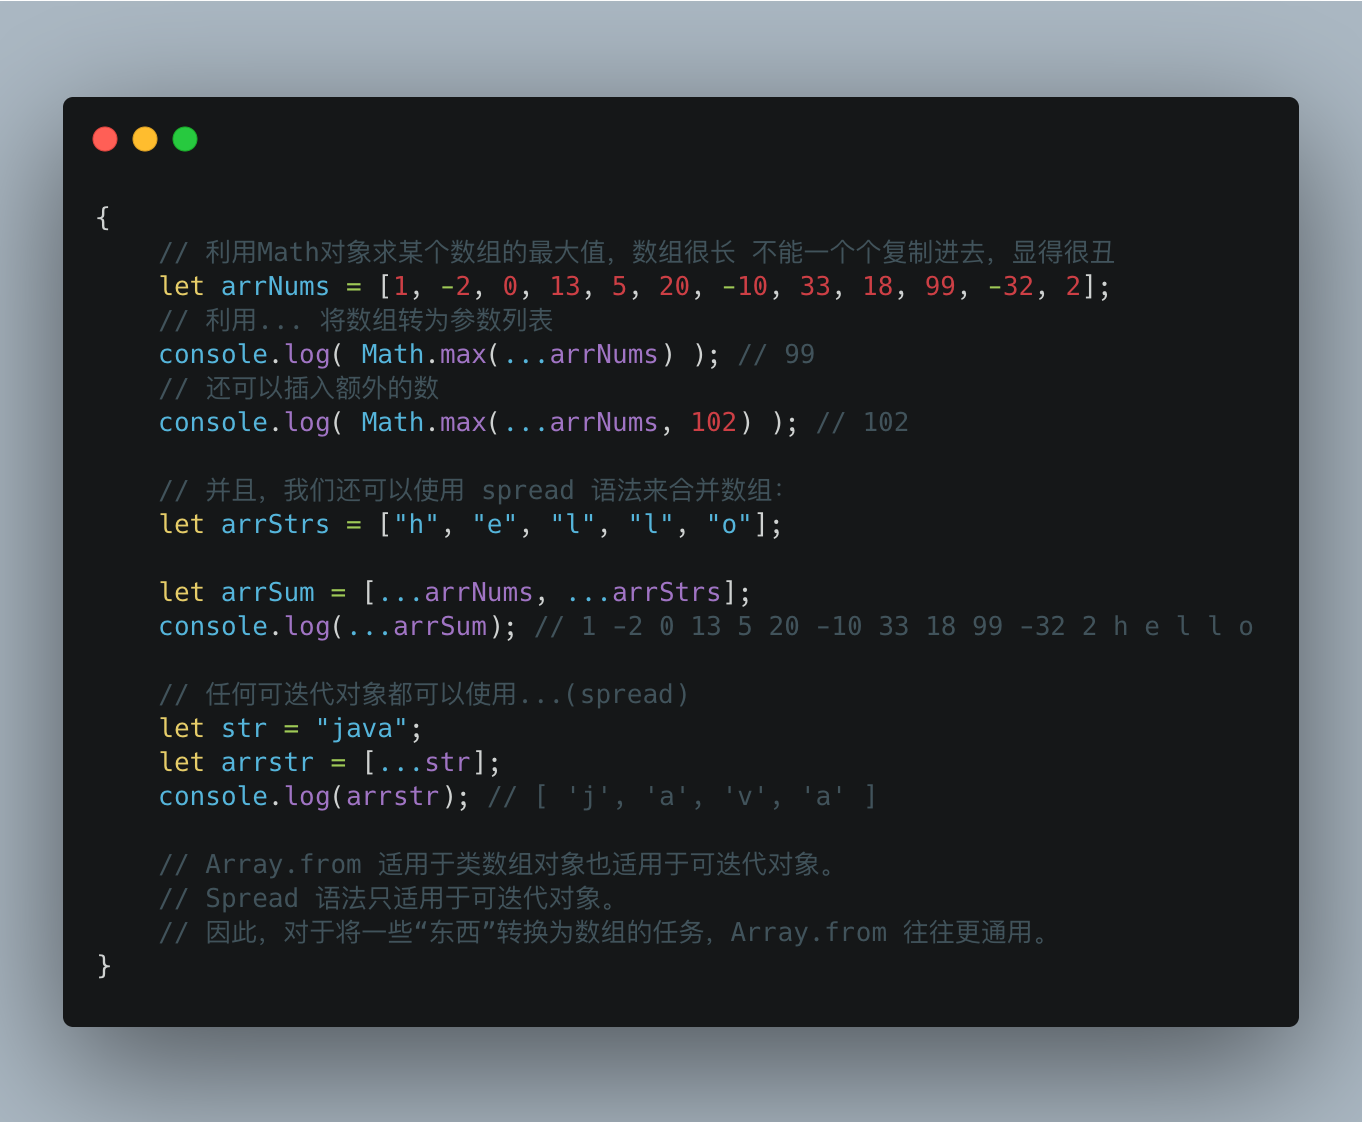 {
    // 利用Math对象求某个数组的最大值，数组很长 不能一个个复制进去，显得很丑
    let arrNums = [1, -2, 0, 13, 5, 20, -10, 33, 18, 99, -32, 2];
    // 利用... 将数组转为参数列表
    console.log( Math.max(...arrNums) ); // 99
    // 还可以插入额外的数
    console.log( Math.max(...arrNums, 102) ); // 102

    // 并且，我们还可以使用 spread 语法来合并数组：
    let arrStrs = ["h", "e", "l", "l", "o"];

    let arrSum = [...arrNums, ...arrStrs];
    console.log(...arrSum); // 1 -2 0 13 5 20 -10 33 18 99 -32 2 h e l l o

    // 任何可迭代对象都可以使用...(spread)
    let str = "java";
    let arrstr = [...str];
    console.log(arrstr); // [ 'j', 'a', 'v', 'a' ]

    // Array.from 适用于类数组对象也适用于可迭代对象。
    // Spread 语法只适用于可迭代对象。
    // 因此，对于将一些“东西”转换为数组的任务，Array.from 往往更通用。
}